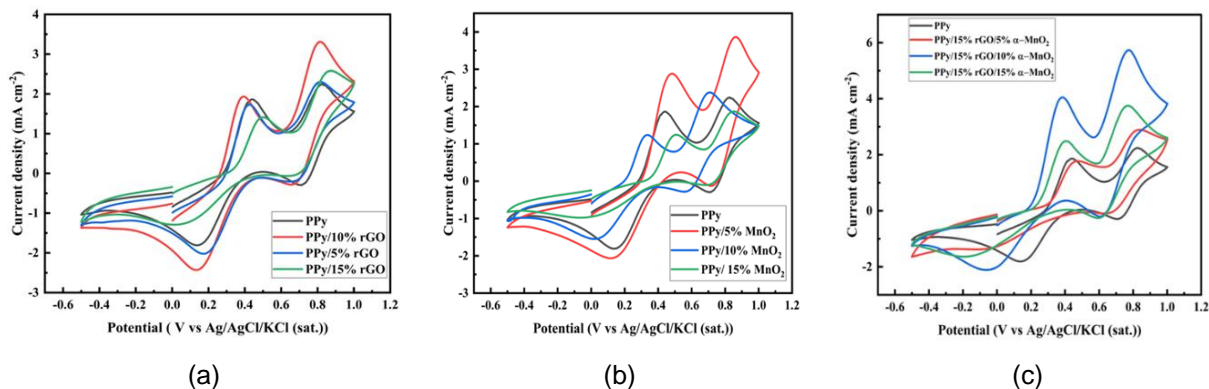 Current density (mA cm⁻²)
4
3
2
1
0
-1
-2
-3
-0.6 -0.4 -0.2 0.0 0.2 0.4 0.6 0.8 1.0 1.2
Potential ( V vs Ag/AgCl/KCl (sat.))
PPy
PPy/10% rGO
PPy/5% rGO
PPy/15% rGO
(a)
Current density (mA cm⁻²)
4
3
2
1
0
-1
-2
-3
-0.6 -0.4 -0.2 0.0 0.2 0.4 0.6 0.8 1.0 1.2
Potential (V vs Ag/AgCl/KCl (sat.))
PPy
PPy/5% MnO₂
PPy/10% MnO₂
PPy/ 15% MnO₂
(b)
Current density (mA cm⁻²)
6
4
2
0
-2
-0.6 -0.4 -0.2 0.0 0.2 0.4 0.6 0.8 1.0 1.2
Potential (V vs Ag/AgCl/KCl (sat.))
PPy
PPy/15% rGO/5% α–MnO₂
PPy/15% rGO/10% α–MnO₂
PPy/15% rGO/15% α–MnO₂
(c)